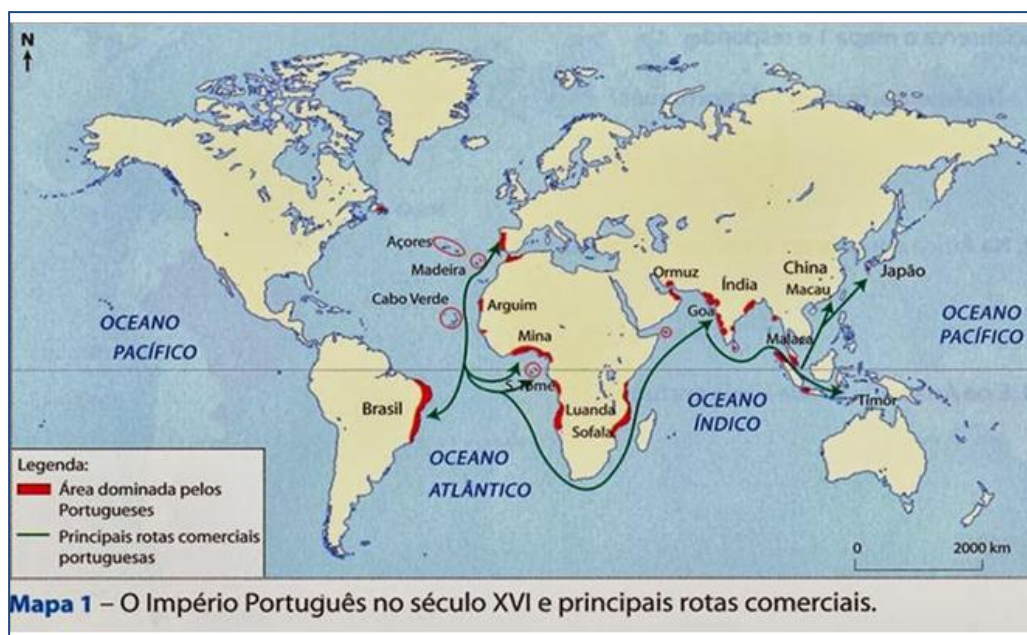 N
Açores
Madeira
Cabo Verde
Arguim
Mina
S. Tomé
Brasil
Luanda
Sofala
Ormuz
Índia
Goa
China
Macau
Japão
Malaca
Timor
OCEANO
PACÍFICO
OCEANO
ATLÂNTICO
OCEANO
ÍNDICO
OCEANO
PACÍFICO
Legenda:
Área dominada pelos
Portugueses
Principais rotas comerciais
portuguesas
0 2000 km
Mapa 1 – O Império Português no século XVI e principais rotas comerciais.